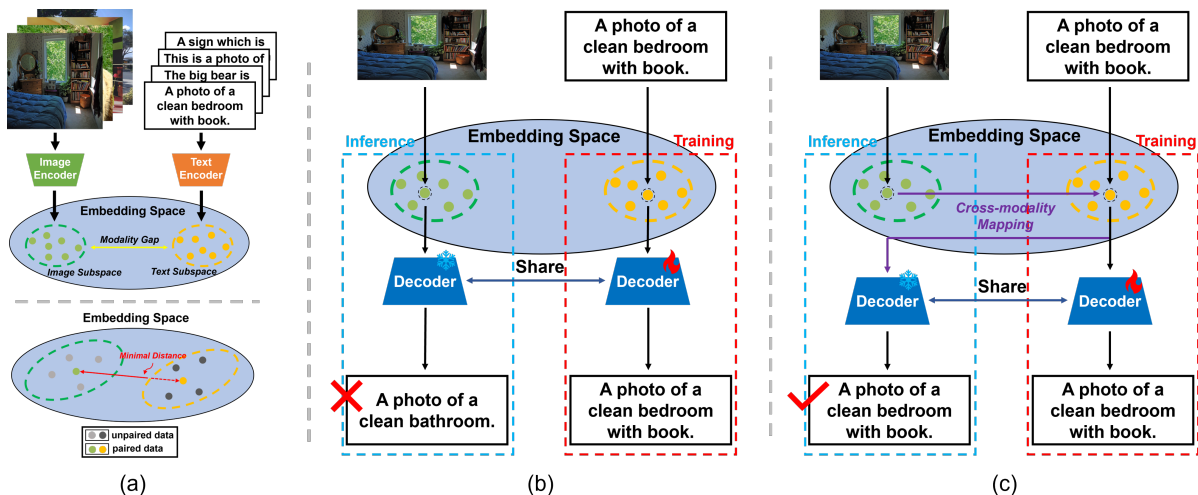 A sign which is
This is a photo of
The big bear is
A photo of a
clean bedroom
with book.
Image
Encoder
Text
Encoder
Embedding Space
Modality Gap
Image Subspace
Text Subspace
Embedding Space
Minimal Distance
unpaired data
paired data
(a)
A photo of a
clean bedroom
with book.
Embedding Space
Inference
Training
Decoder
Share
Decoder
A photo of a
clean bathroom.
A photo of a
clean bedroom
with book.
(b)
A photo of a
clean bedroom
with book.
Embedding Space
Inference
Training
Cross-modality
Mapping
Decoder
Share
Decoder
A photo of a
clean bedroom
with book.
A photo of a
clean bedroom
with book.
(c)